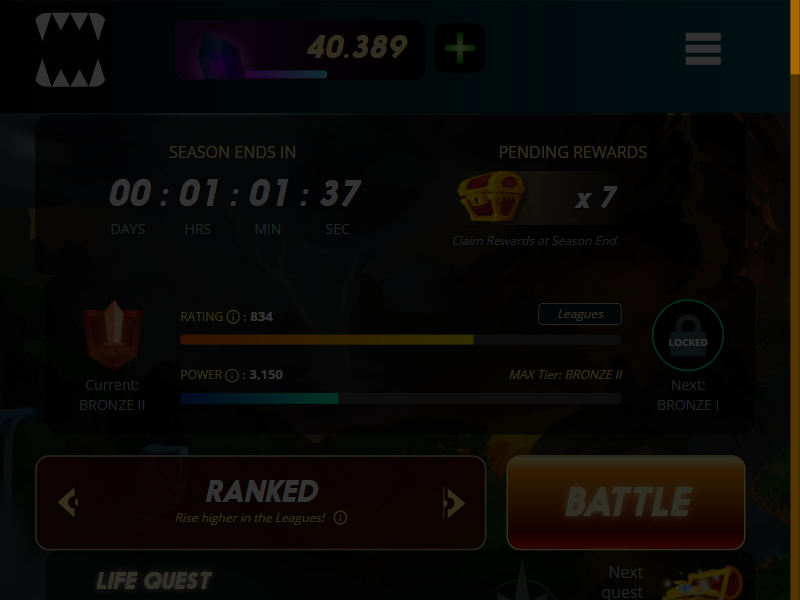 40.389
SEASON ENDS IN
00 : 01 : 01 : 37
DAYS HRS MIN SEC
PENDING REWARDS
x 7
Claim Rewards at Season End.
RATING : 834
Leagues
POWER : 3,150
MAX Tier: BRONZE II
Current:
BRONZE II
LOCKED
Next:
BRONZE I
RANKED
Rise higher in the Leagues!
BATTLE
LIFE QUEST
Next
quest